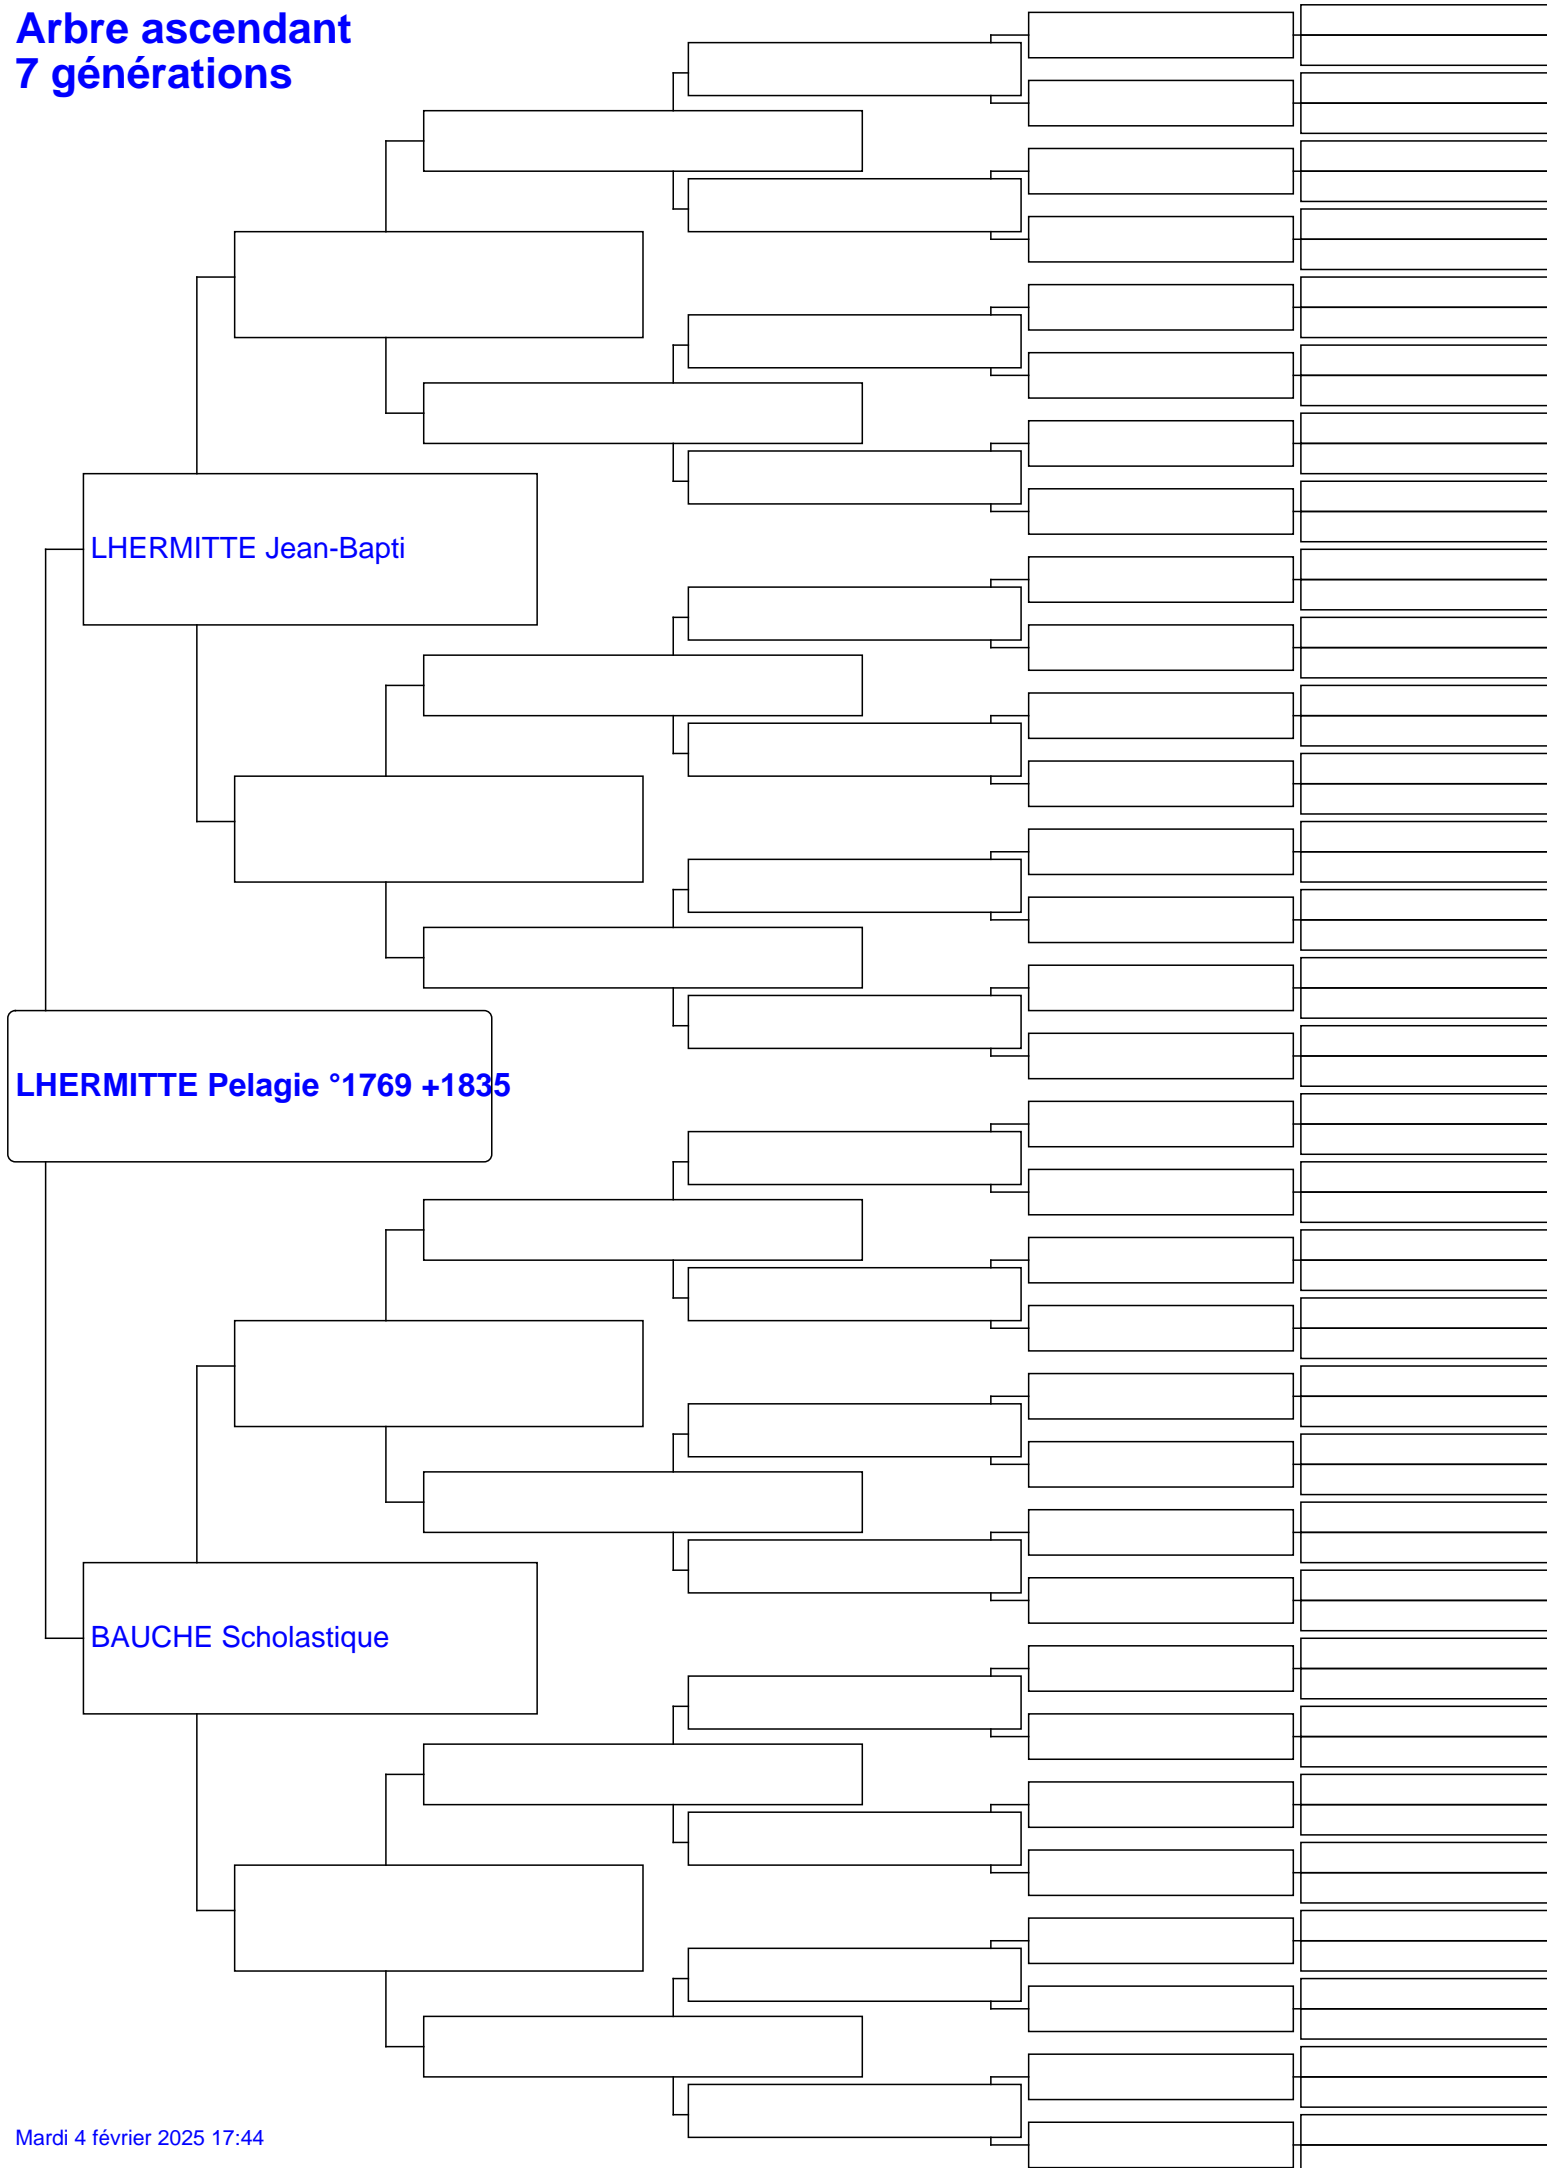 Arbre ascendant
7 générations
LHERMITTE Jean-Bapti
LHERMITTE Pelagie °1769 +1835
BAUCHE Scholastique
Mardi 4 février 2025 17:44